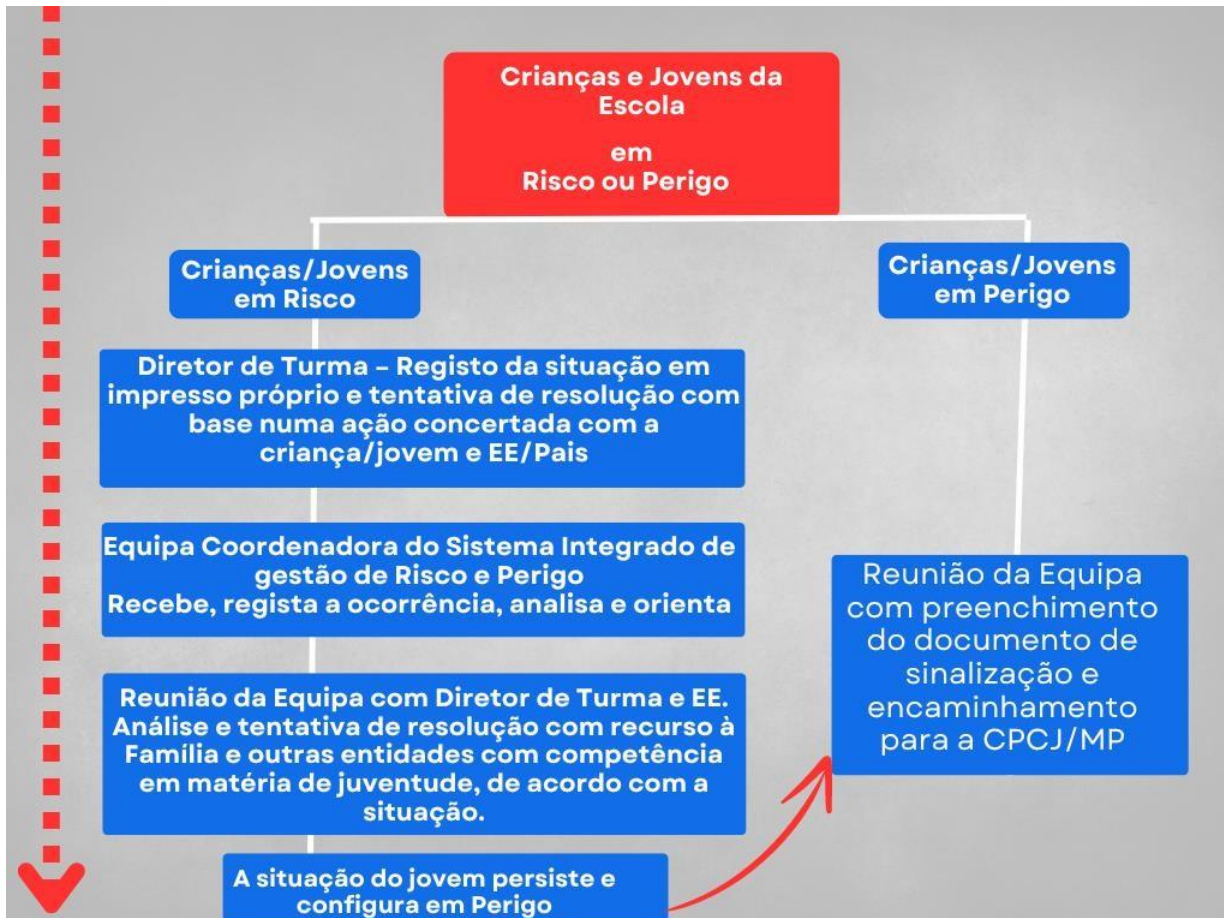 Crianças e Jovens da
Escola
em
Risco ou Perigo
Crianças/Jovens
em Risco
Crianças/Jovens
em Perigo
Diretor de Turma – Registo da situação em
impresso próprio e tentativa de resolução com
base numa ação concertada com a
criança/jovem e EE/Pais
Equipa Coordenadora do Sistema Integrado de
gestão de Risco e Perigo
Recebe, regista a ocorrência, analisa e orienta
Reunião da Equipa com Diretor de Turma e EE.
Análise e tentativa de resolução com recurso à
Família e outras entidades com competência
em matéria de juventude, de acordo com a
situação.
A situação do jovem persiste e
configura em Perigo
Reunião da Equipa
com preenchimento
do documento de
sinalização e
encaminhamento
para a CPCJ/MP